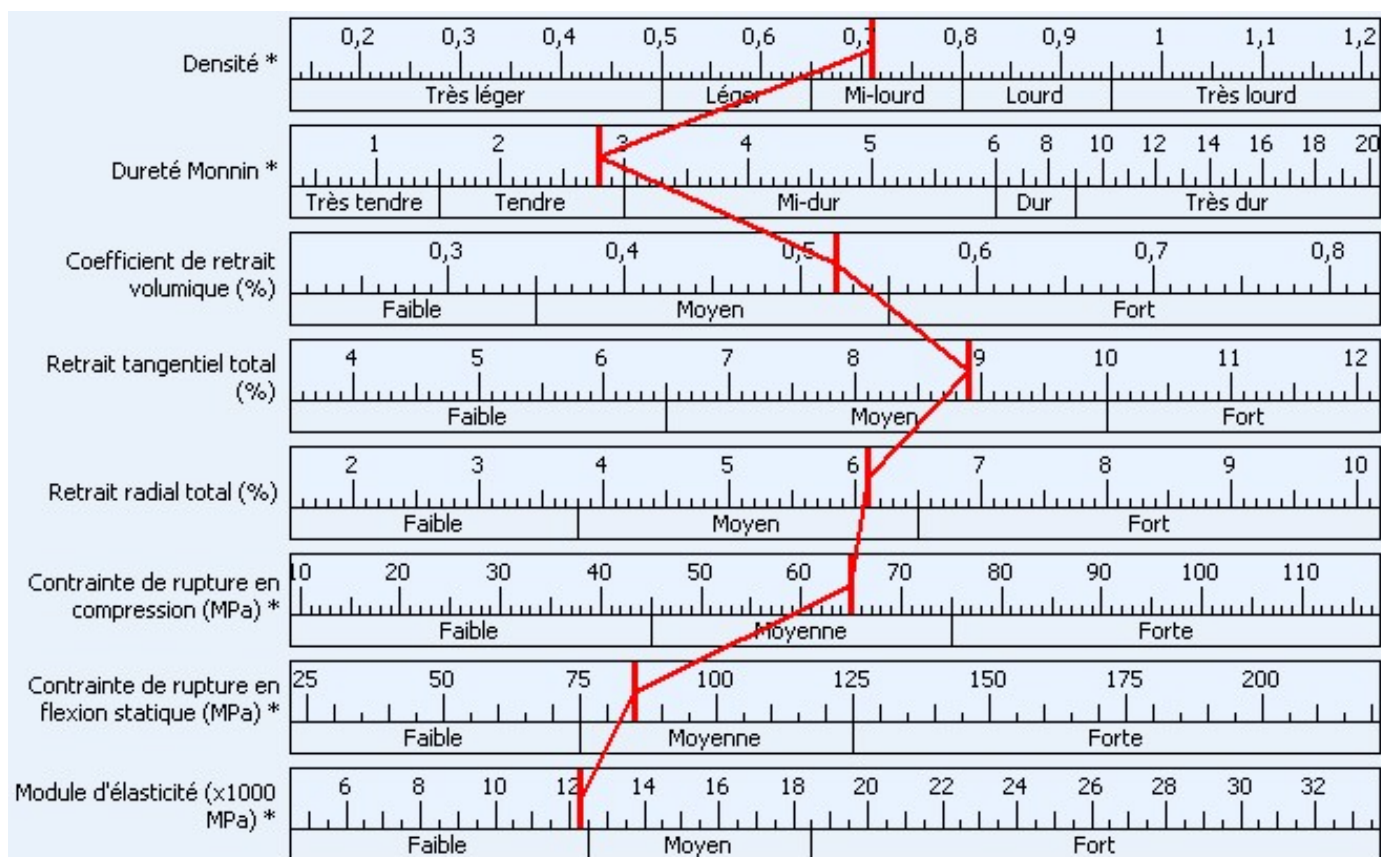 0,2 0,3 0,4 0,5 0,6 0,7 0,8 0,9 1 1,1 1,2
Densité *
Très léger Léger Mi-lourd Lourd Très lourd
1 2 3 4 5 6 8 10 12 14 16 18 20
Dureté Monnin *
Très tendre Tendre Mi-dur Dur Très dur
0,3 0,4 0,5 0,6 0,7 0,8
Coefficient de retrait
volumique (%)
Faible Moyen Fort
4 5 6 7 8 9 10 11 12
Retrait tangentiel total
(%)
Faible Moyen Fort
2 3 4 5 6 7 8 9 10
Retrait radial total (%)
Faible Moyen Fort
10 20 30 40 50 60 70 80 90 100 110
Contrainte de rupture en
compression (MPa) *
Faible Moyenne Forte
25 50 75 100 125 150 175 200
Contrainte de rupture en
flexion statique (MPa) *
Faible Moyenne Forte
6 8 10 12 14 16 18 20 22 24 26 28 30 32
Module d'élasticité (x1000
MPa) *
Faible Moyen Fort